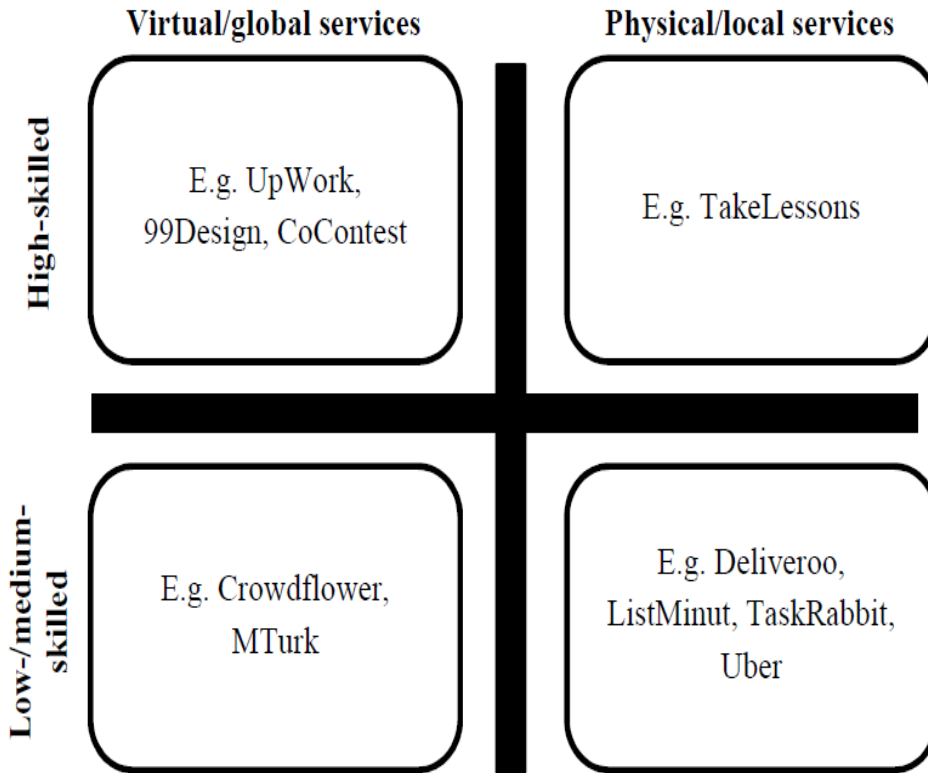 Virtual/global services
Physical/local services
High-skilled
E.g. UpWork,
99Design, CoContest
E.g. TakeLessons
Low-/medium-
skilled
E.g. Crowdflower,
MTurk
E.g. Deliveroo,
ListMinut, TaskRabbit,
Uber